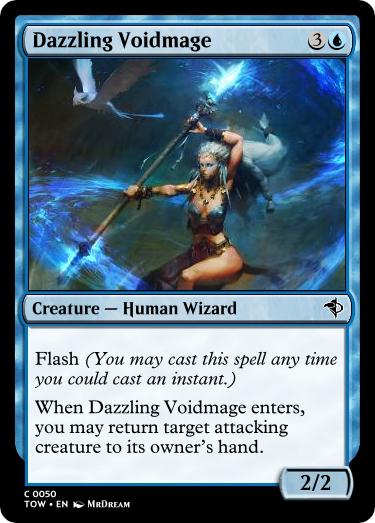 Dazzling Voidmage 3
Creature — Human Wizard
Flash (You may cast this spell any time
you could cast an instant.)
When Dazzling Voidmage enters,
you may return target attacking
creature to its owner's hand.
2/2
C 0050
TOW • EN MrDream